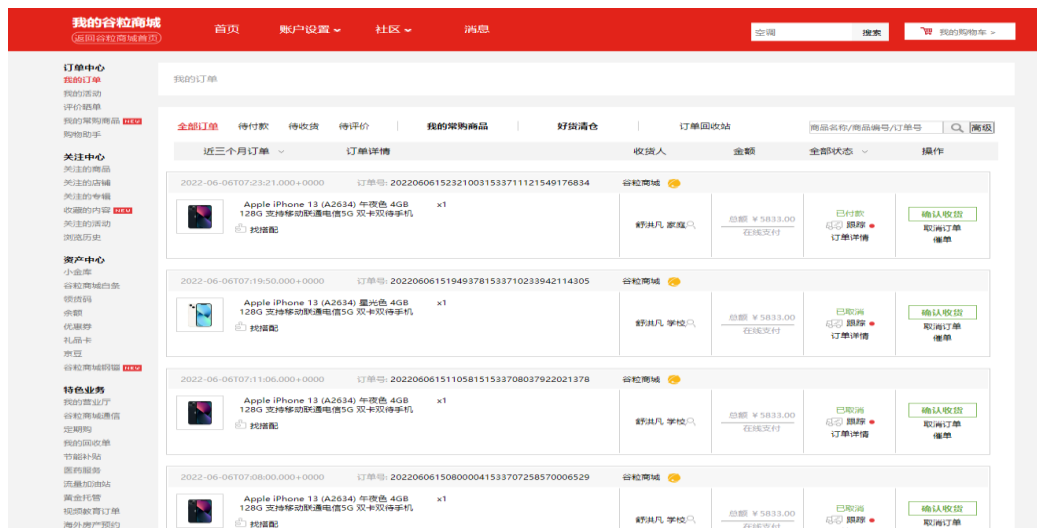 我的谷粒商城
(返回谷粒商城首页)
首页
账户设置
社区
消息
空调
搜索
我的购物车 >
订单中心
我的订单
我的活动
评价晒单
我的常购商品 NEW
购物助手
关注中心
关注的商品
关注的店铺
关注的专辑
收藏的内容 NEW
关注的活动
浏览历史
资产中心
小金库
谷粒商城白条
领货码
余额
优惠券
礼品卡
京豆
谷粒商城钢镚 NEW
特色业务
我的营业厅
谷粒商城通信
定期购
我的回收单
节能补贴
医药服务
流量加油站
黄金托管
视频教育订单
海外房产预约
我的订单
全部订单 待付款 待收货 待评价 我的常购商品 好货清仓 订单回收站 商品名称/商品编号/订单号 高级
近三个月订单 订单详情 收货人 金额 全部状态 操作
2022-06-06T07:23:21.000+0000 订单号: 202206061523210031533711121549176834 谷粒商城
Apple iPhone 13 (A2634) 午夜色 4GB x1
128G 支持移动联通电信5G 双卡双待手机
找搭配
舒洪凡 家庭
总额 ¥ 5833.00
在线支付
已付款
跟踪
订单详情
确认收货
取消订单
催单
2022-06-06T07:19:50.000+0000 订单号: 202206061519493781533710233942114305 谷粒商城
Apple iPhone 13 (A2634) 星光色 4GB x1
128G 支持移动联通电信5G 双卡双待手机
找搭配
舒洪凡 学校
总额 ¥ 5833.00
在线支付
已取消
跟踪
订单详情
确认收货
取消订单
催单
2022-06-06T07:11:06.000+0000 订单号: 202206061511058151533708037922021378 谷粒商城
Apple iPhone 13 (A2634) 午夜色 4GB x1
128G 支持移动联通电信5G 双卡双待手机
找搭配
舒洪凡 学校
总额 ¥ 5833.00
在线支付
已取消
跟踪
订单详情
确认收货
取消订单
催单
2022-06-06T07:08:00.000+0000 订单号: 202206061508000041533707258570006529 谷粒商城
Apple iPhone 13 (A2634) 午夜色 4GB x1
128G 支持移动联通电信5G 双卡双待手机
找搭配
舒洪凡 学校
总额 ¥ 5833.00
在线支付
已取消
跟踪
确认收货
取消订单